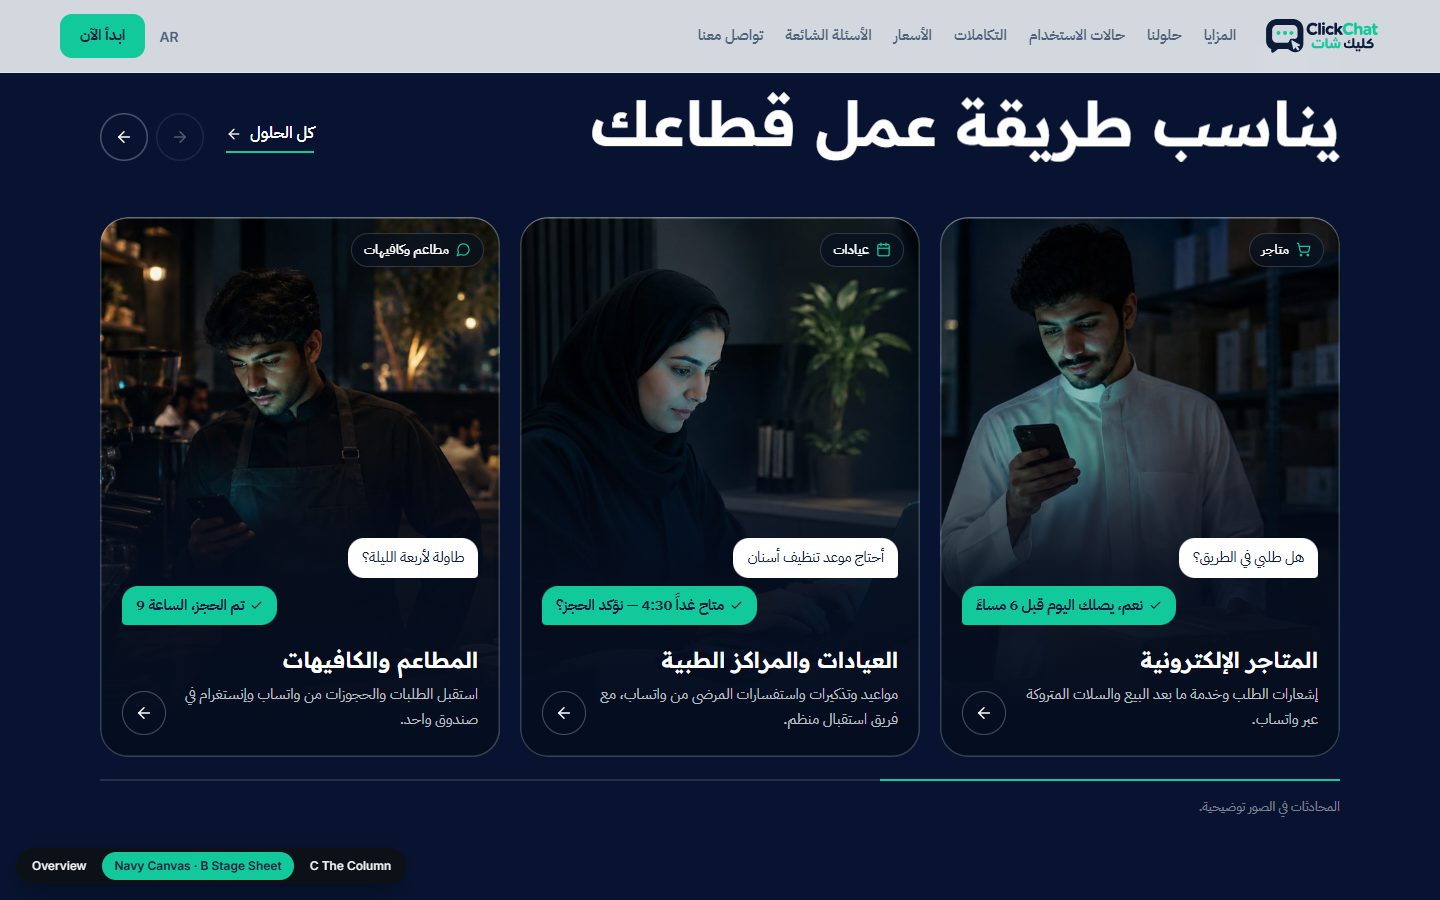 ClickChat
كليك شات
المزايا
حلولنا
حالات الاستخدام
التكاملات
الأسعار
الأسئلة الشائعة
تواصل معنا
AR
ابدأ الآن
يناسب طريقة عمل قطاعك
كل الحلول
متاجر
هل طلبي في الطريق؟
نعم، يصلك اليوم قبل 6 مساءً
المتاجر الإلكترونية
إشعارات الطلب وخدمة ما بعد البيع والسلات المتروكة
عبر واتساب.
عيادات
أحتاج موعد تنظيف أسنان
متاح غداً 4:30 — نؤكد الحجز؟
العيادات والمراكز الطبية
مواعيد وتذكيرات واستفسارات المرضى من واتساب، مع
فريق استقبال منظم.
مطاعم وكافيهات
طاولة لأربعة الليلة؟
تم الحجز، الساعة 9
المطاعم والكافيهات
استقبل الطلبات والحجوزات من واتساب وإنستغرام في
صندوق واحد.
المحادثات في الصور توضيحية.
Overview
Navy Canvas · B Stage Sheet
C The Column